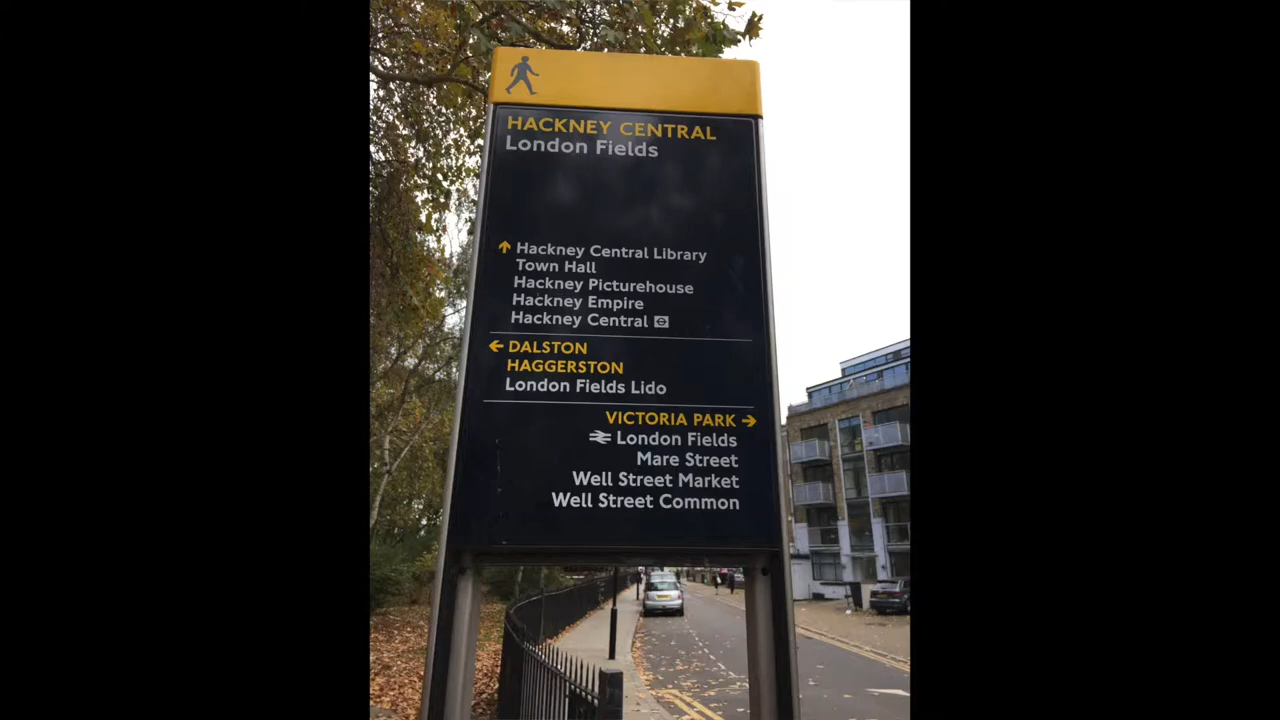 HACKNEY CENTRAL
London Fields
↑ Hackney Central Library
Town Hall
Hackney Picturehouse
Hackney Empire
Hackney Central
← DALSTON
HAGGERSTON
London Fields Lido
VICTORIA PARK →
London Fields
Mare Street
Well Street Market
Well Street Common